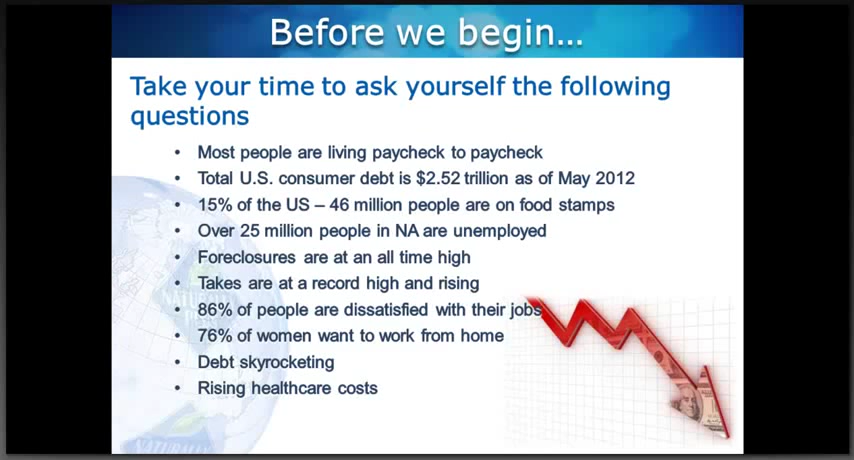 Before we begin...
Take your time to ask yourself the following
questions
• Most people are living paycheck to paycheck
• Total U.S. consumer debt is $2.52 trillion as of May 2012
• 15% of the US – 46 million people are on food stamps
• Over 25 million people in NA are unemployed
• Foreclosures are at an all time high
• Takes are at a record high and rising
• 86% of people are dissatisfied with their jobs
• 76% of women want to work from home
• Debt skyrocketing
• Rising healthcare costs